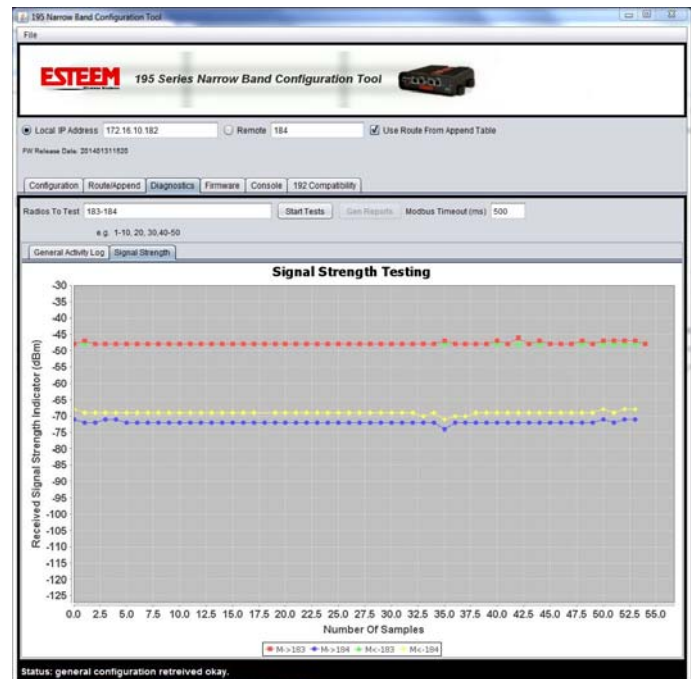 195 Narrow Band Configuration Tool
File
ESTEEM
195 Series Narrow Band Configuration Tool
Local IP Address 172.16.10.182 Remote 184 Use Route From Append Table
FW Release Date: 201401311525
Configuration Route/Append Diagnostics Firmware Console 192 Compatibility
Radios To Test 183-184 Start Tests Gen Reports Modbus Timeout (ms) 500
e.g. 1-10, 20, 30,40-50
General Activity Log Signal Strength
Signal Strength Testing
Received Signal Strength Indicator (dBm)
-30
-35
-40
-45
-50
-55
-60
-65
-70
-75
-80
-85
-90
-95
-100
-105
-110
-115
-120
-125
0.0 2.5 5.0 7.5 10.0 12.5 15.0 17.5 20.0 22.5 25.0 27.5 30.0 32.5 35.0 37.5 40.0 42.5 45.0 47.5 50.0 52.5 55.0
Number Of Samples
M->183 M->184 M<-183 M<-184
Status: general configuration retreived okay.